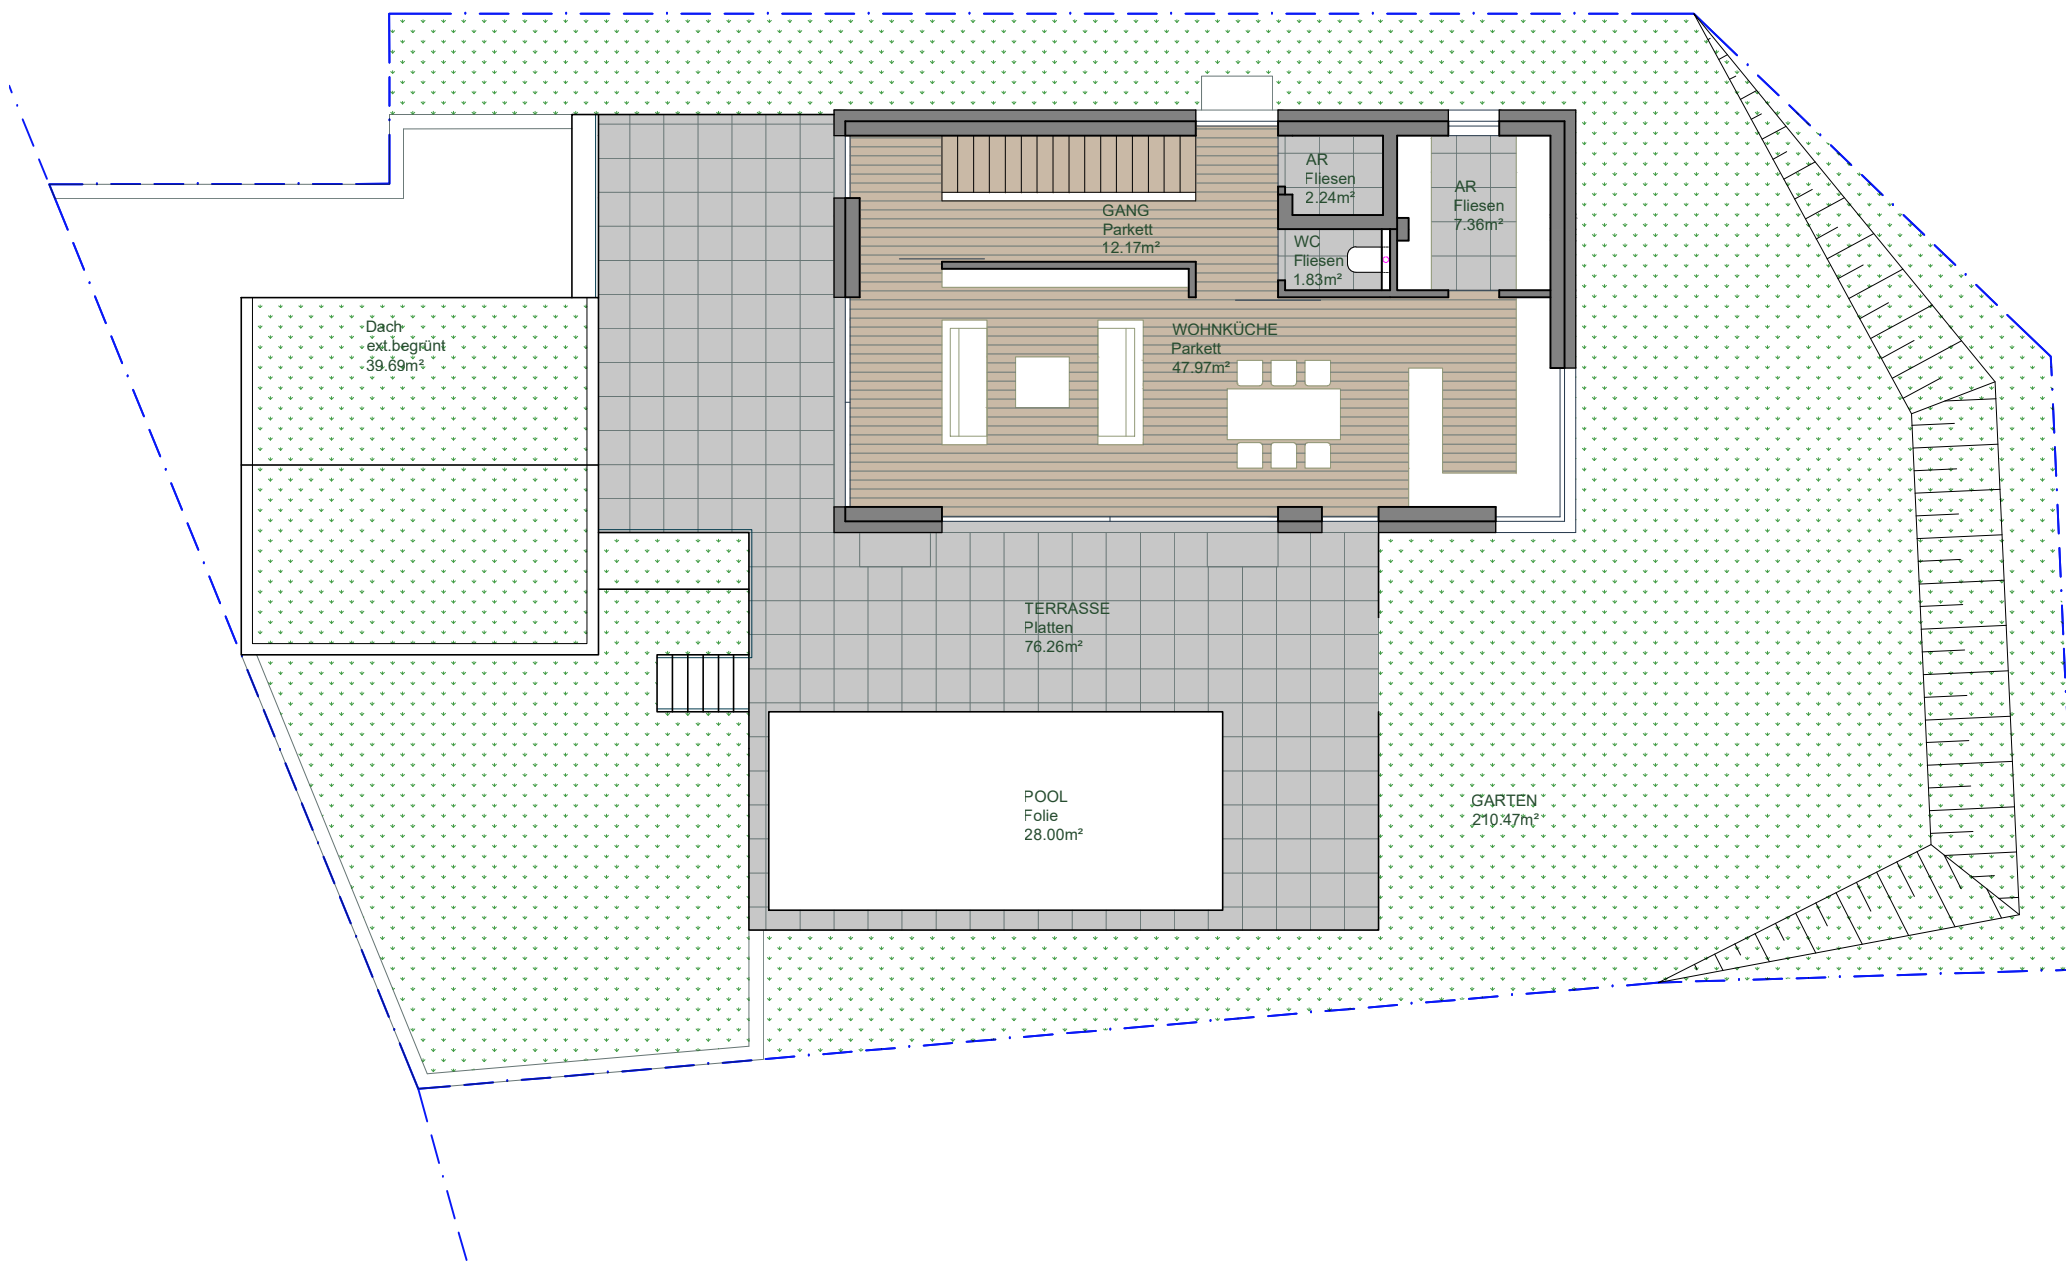 AR
Fliesen
2.24m²
AR
Fliesen
7.36m²
GANG
Parkett
12.17m²
WC
Fliesen
1.83m²
Dach
ext.begrünt
39.69m²
WOHNKÜCHE
Parkett
47.97m²
TERRASSE
Platten
76.26m²
POOL
Folie
28.00m²
GARTEN
210.47m²